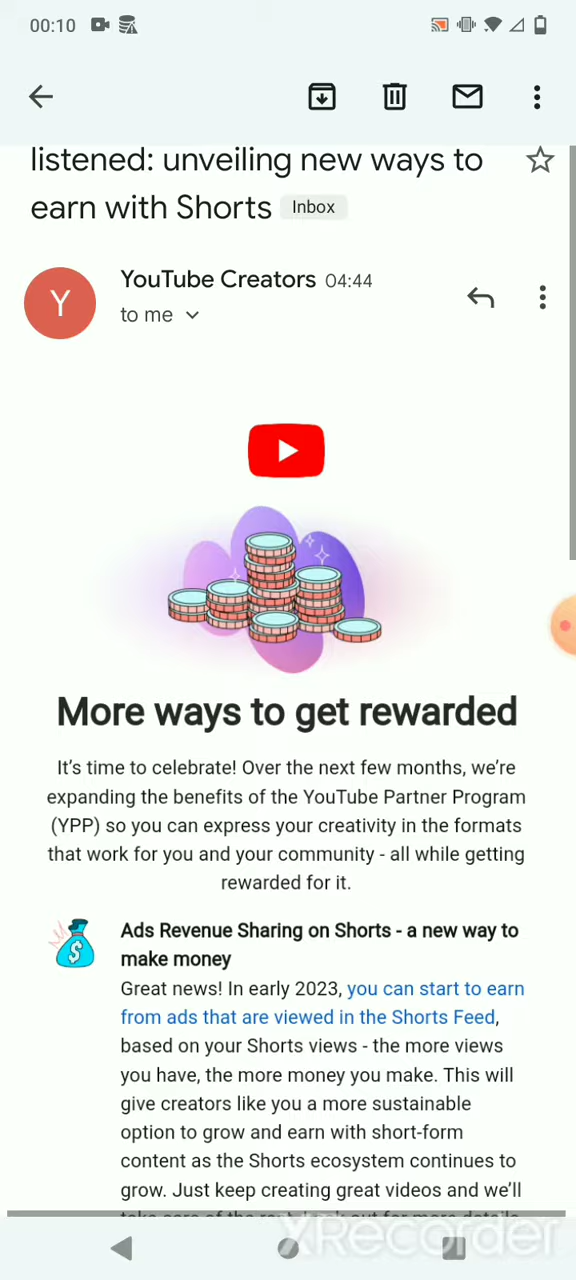 00:10
listened: unveiling new ways to
earn with Shorts Inbox
Y
YouTube Creators 04:44
to me
More ways to get rewarded
It's time to celebrate! Over the next few months, we're
expanding the benefits of the YouTube Partner Program
(YPP) so you can express your creativity in the formats
that work for you and your community - all while getting
rewarded for it.
Ads Revenue Sharing on Shorts - a new way to
make money
Great news! In early 2023, you can start to earn
from ads that are viewed in the Shorts Feed,
based on your Shorts views - the more views
you have, the more money you make. This will
give creators like you a more sustainable
option to grow and earn with short-form
content as the Shorts ecosystem continues to
grow. Just keep creating great videos and we'll
XRecorder